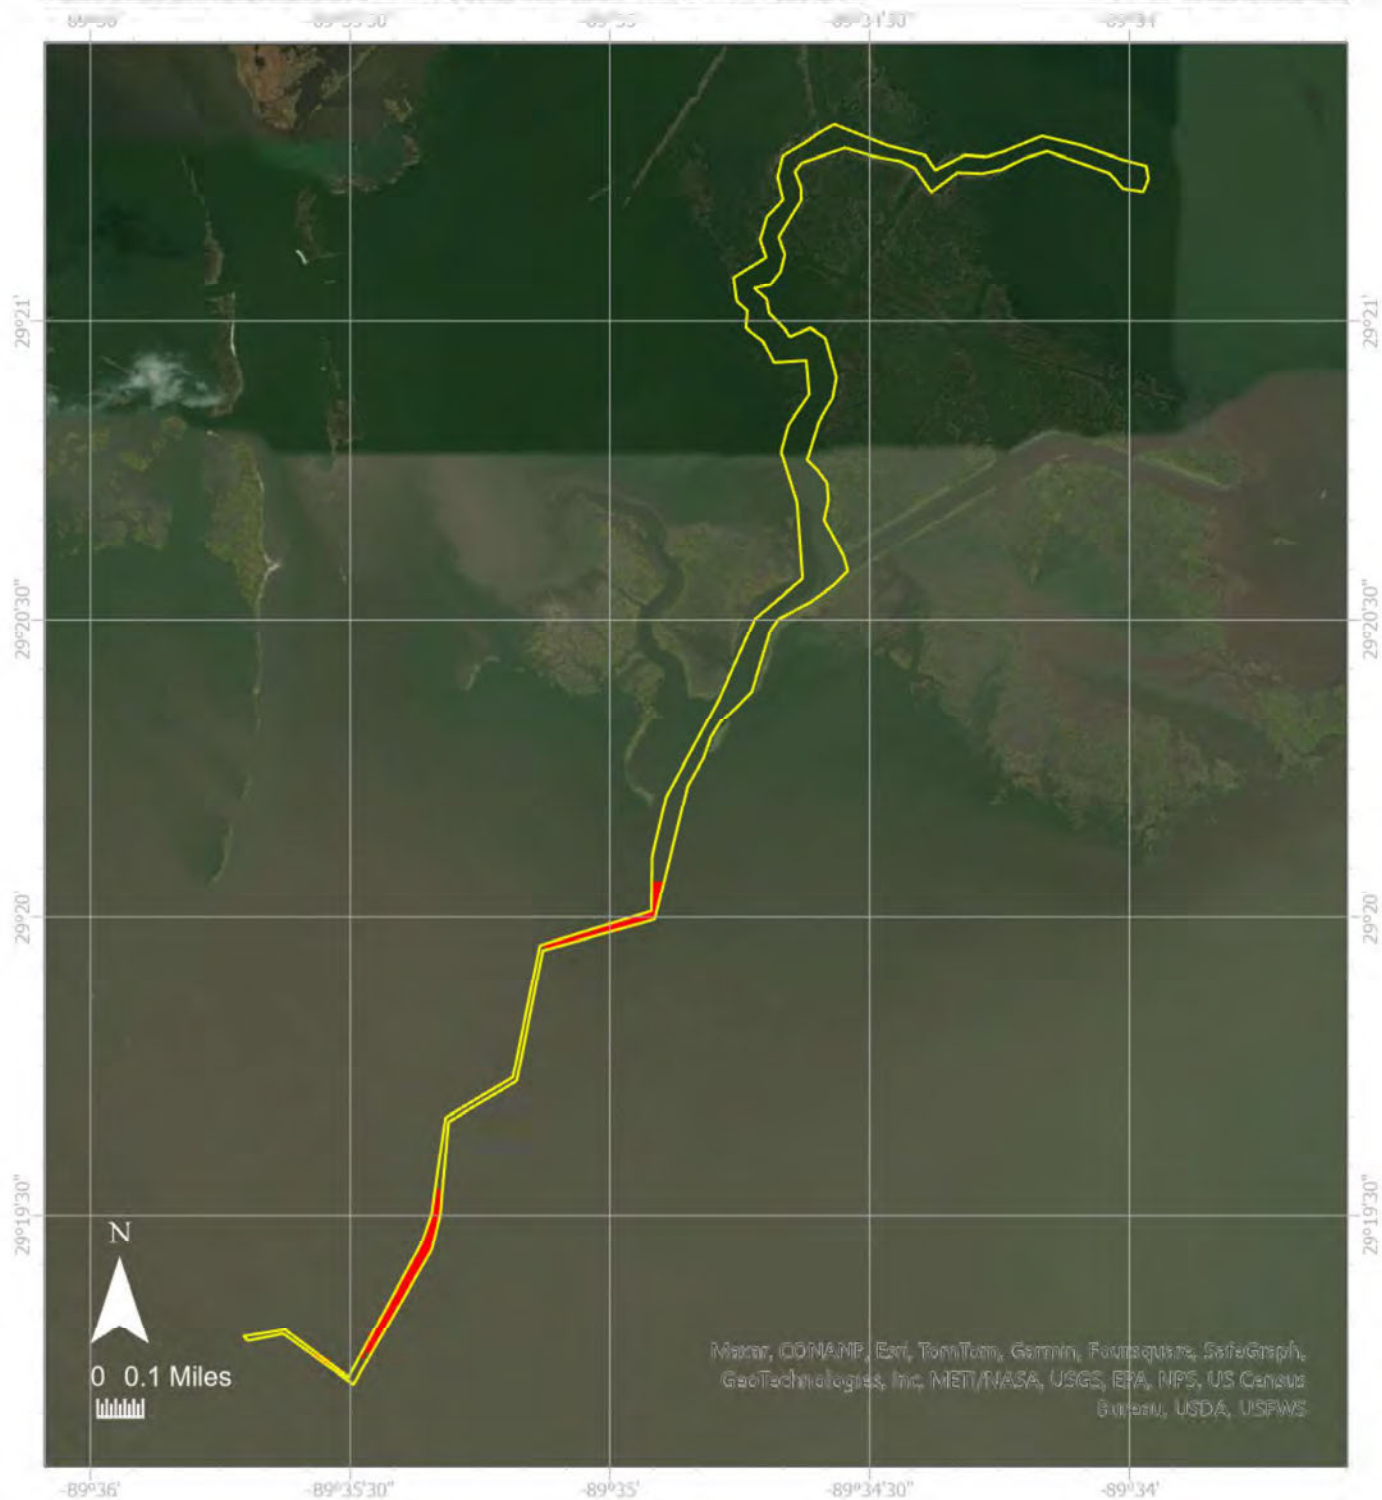 -89°34'30"
29°21'
29°21'
29°20'30"
29°20'30"
29°20'
29°20'
29°19'30"
29°19'30"
N
0 0.1 Miles
Maxar, CONANP, Esri, TomTom, Garmin, Foursquare, SafeGraph,
GeoTechnologies, Inc, METI/NASA, USGS, EPA, NPS, US Census
Bureau, USDA, USFWS
-89°36' -89°35'30" -89°35' -89°34'30" -89°34'